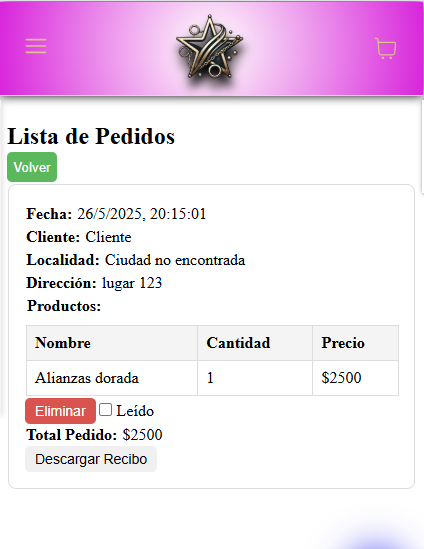 Lista de Pedidos
Volver
Fecha: 26/5/2025, 20:15:01
Cliente: Cliente
Localidad: Ciudad no encontrada
Dirección: lugar 123
Productos:
Nombre Cantidad Precio
Alianzas dorada 1 $2500
Eliminar Leído
Total Pedido: $2500
Descargar Recibo